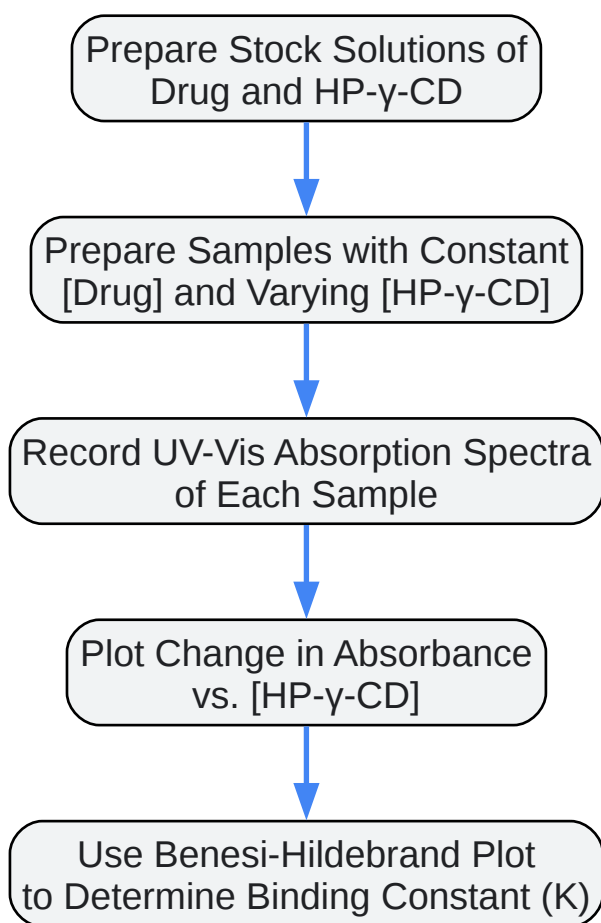 Prepare Stock Solutions of
Drug and HP-γ-CD
Prepare Samples with Constant
[Drug] and Varying [HP-γ-CD]
Record UV-Vis Absorption Spectra
of Each Sample
Plot Change in Absorbance
vs. [HP-γ-CD]
Use Benesi-Hildebrand Plot
to Determine Binding Constant (K)